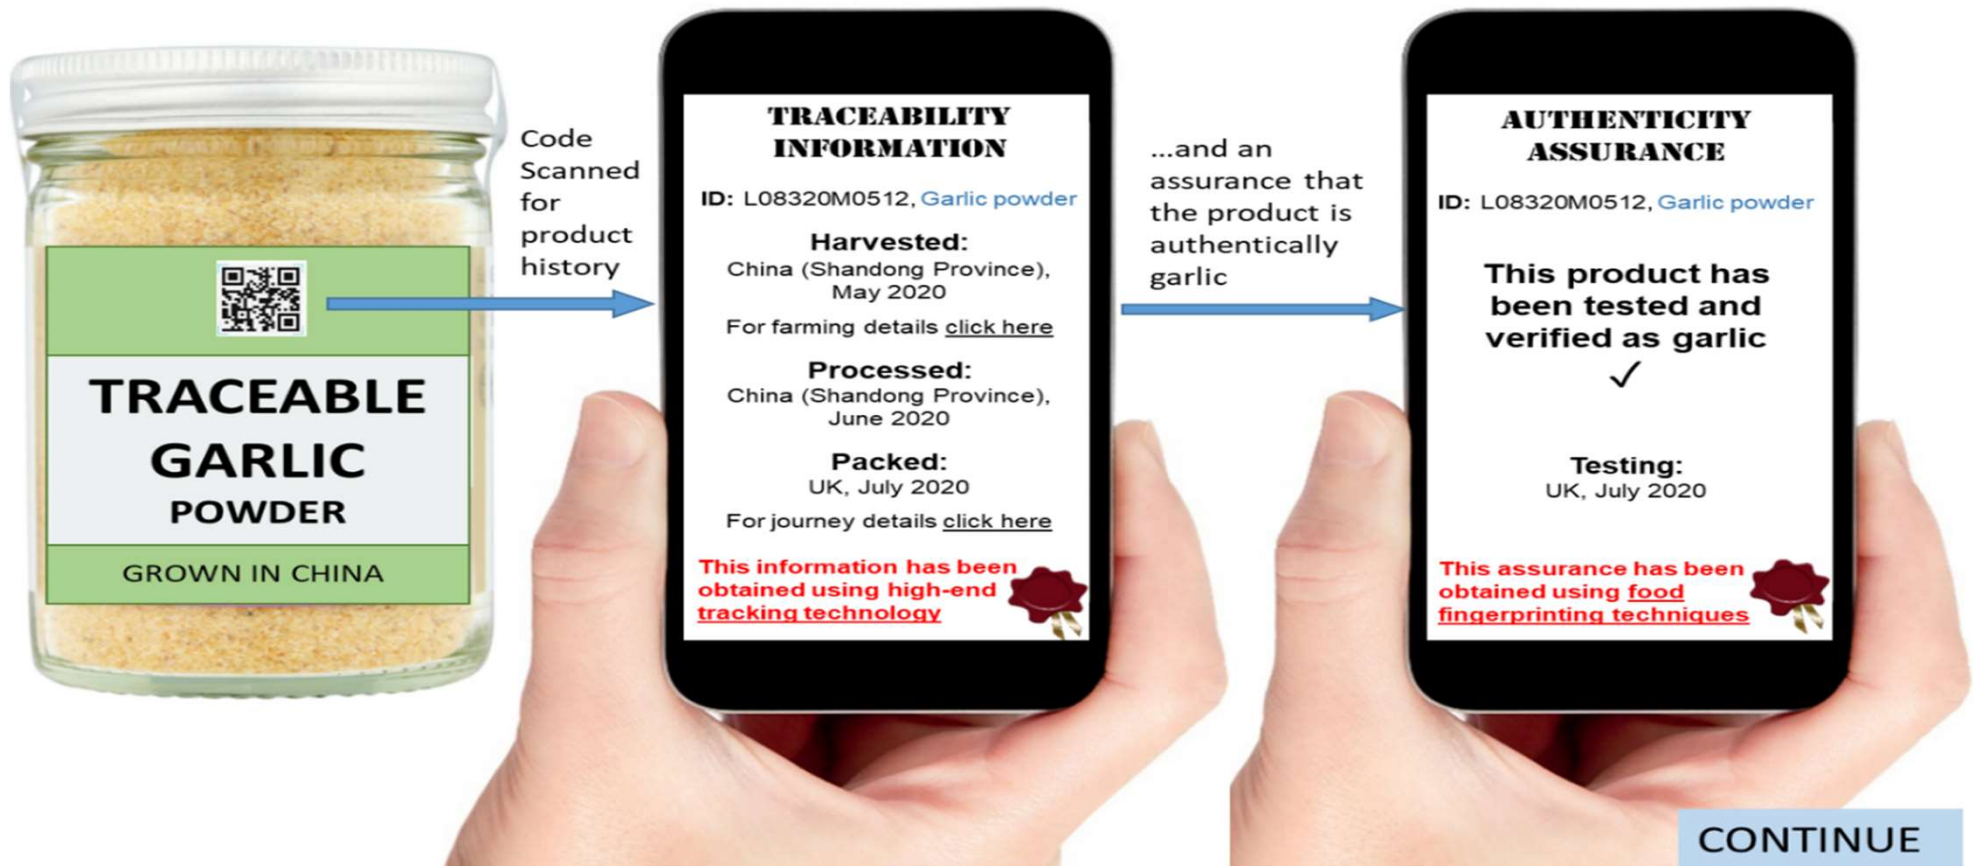 TRACEABLE
GARLIC
POWDER
GROWN IN CHINA
Code
Scanned
for
product
history
TRACEABILITY
INFORMATION
ID: L08320M0512, Garlic powder
Harvested:
China (Shandong Province),
May 2020
For farming details click here
Processed:
China (Shandong Province),
June 2020
Packed:
UK, July 2020
For journey details click here
This information has been
obtained using high-end
tracking technology
...and an
assurance that
the product is
authentically
garlic
AUTHENTICITY
ASSURANCE
ID: L08320M0512, Garlic powder
This product has
been tested and
verified as garlic
✓
Testing:
UK, July 2020
This assurance has been
obtained using food
fingerprinting techniques
CONTINUE